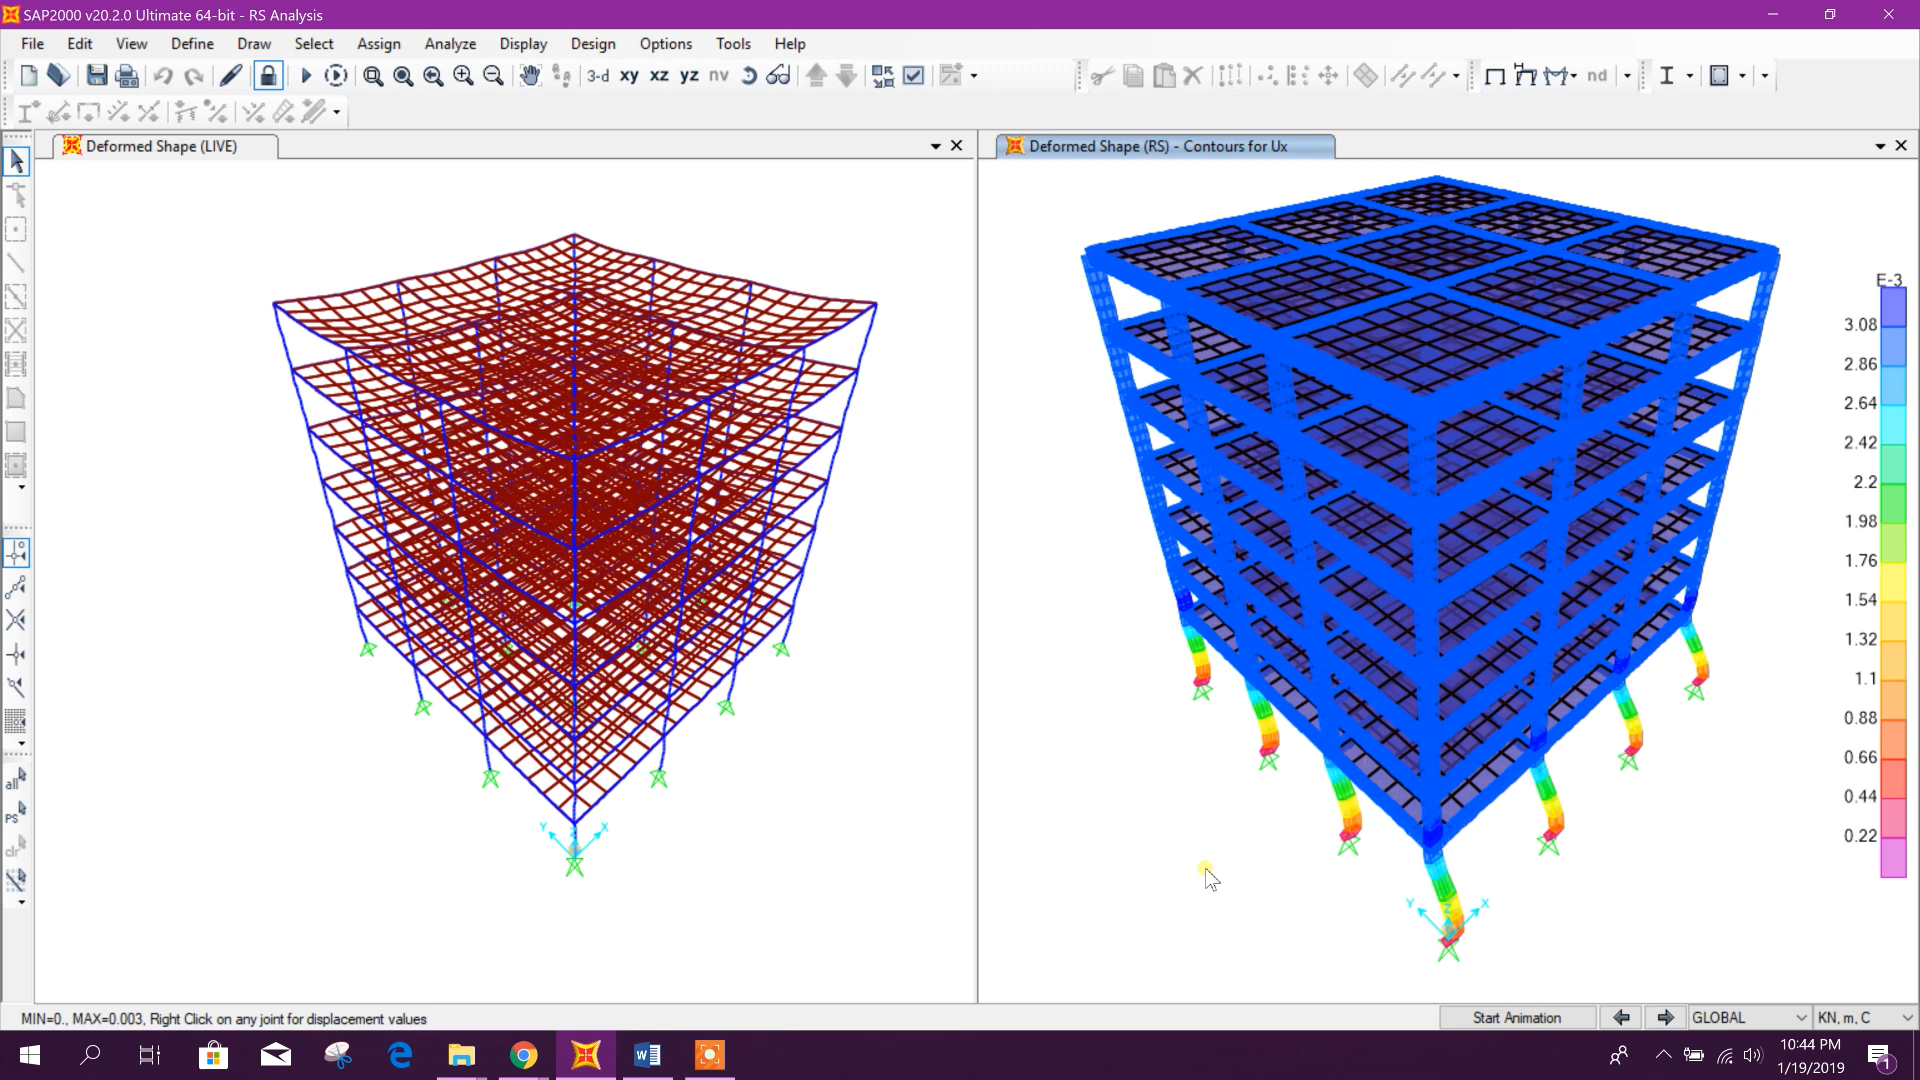 SAP2000 v20.2.0 Ultimate 64-bit - RS Analysis
File Edit View Define Draw Select Assign Analyze Display Design Options Tools Help
3-d xy xz yz nv nd
Deformed Shape (LIVE)
Deformed Shape (RS) - Contours for Ux
E-3
3.08
2.86
2.64
2.42
2.2
1.98
1.76
1.54
1.32
1.1
0.88
0.66
0.44
0.22
all
PS
clr
Y Z X
Y Z X
MIN=0., MAX=0.003, Right Click on any joint for displacement values
Start Animation
GLOBAL
KN, m, C
10:44 PM
1/19/2019
1